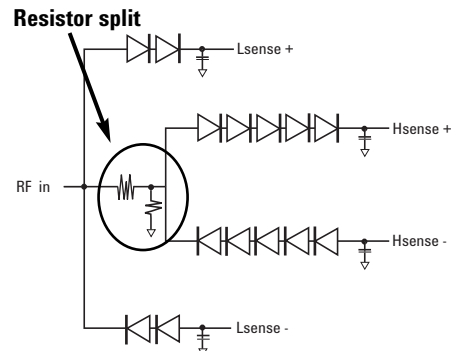 Resistor split
Lsense +
Hsense +
RF in
Hsense -
Lsense -